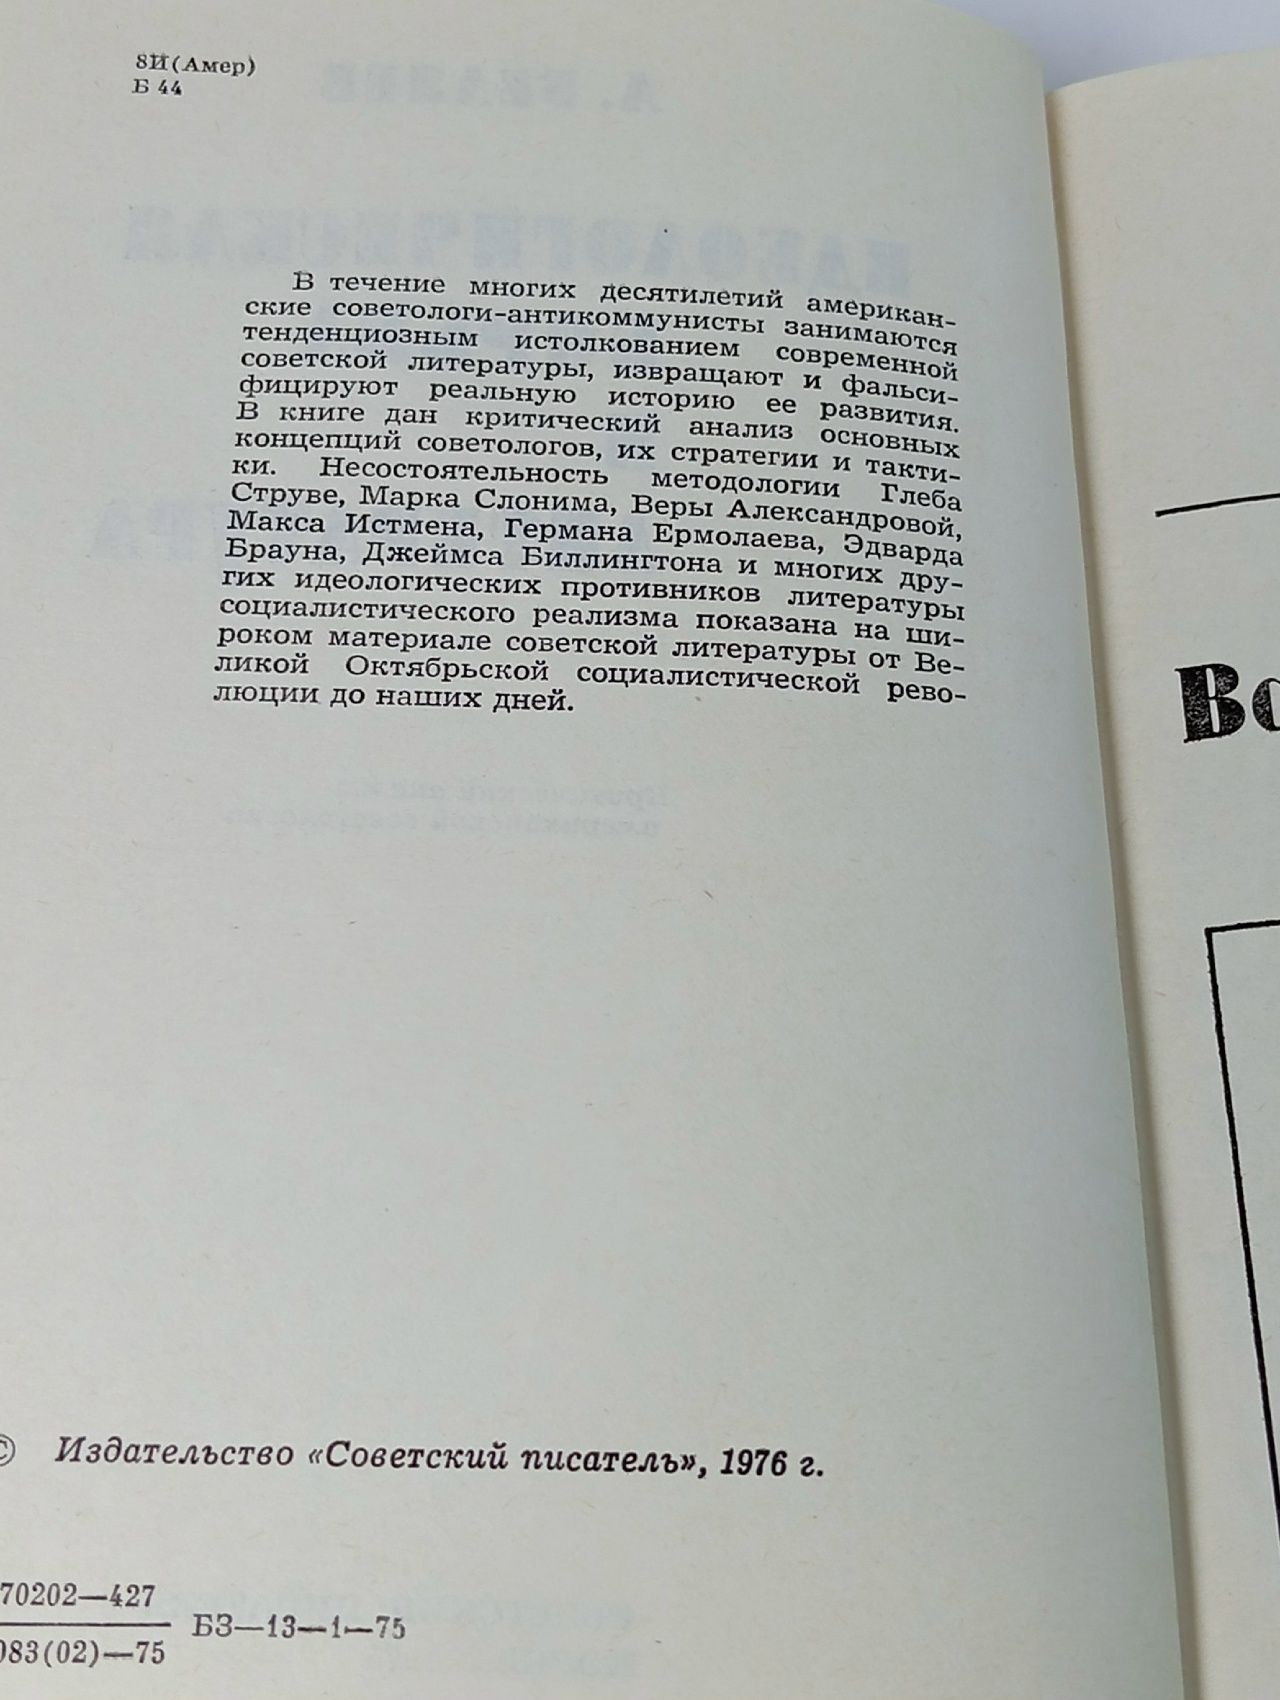 8И(Амер)
Б 44
В течение многих десятилетий американ-
ские советологи-антикоммунисты занимаются
тенденциозным истолкованием современной
советской литературы, извращают и фальси-
фицируют реальную историю ее развития.
В книге дан критический анализ основных
концепций советологов, их стратегии и такти-
ки. Несостоятельность методологии Глеба
Струве, Марка Слонима, Веры Александровой,
Макса Истмена, Германа Ермолаева, Эдварда
Брауна, Джеймса Биллингтона и многих дру-
гих идеологических противников литературы
социалистического реализма показана на ши-
роком материале советской литературы от Ве-
ликой Октябрьской социалистической рево-
люции до наших дней.
© Издательство «Советский писатель», 1976 г.
70202—427
083(02)—75
БЗ—13—1—75
Во